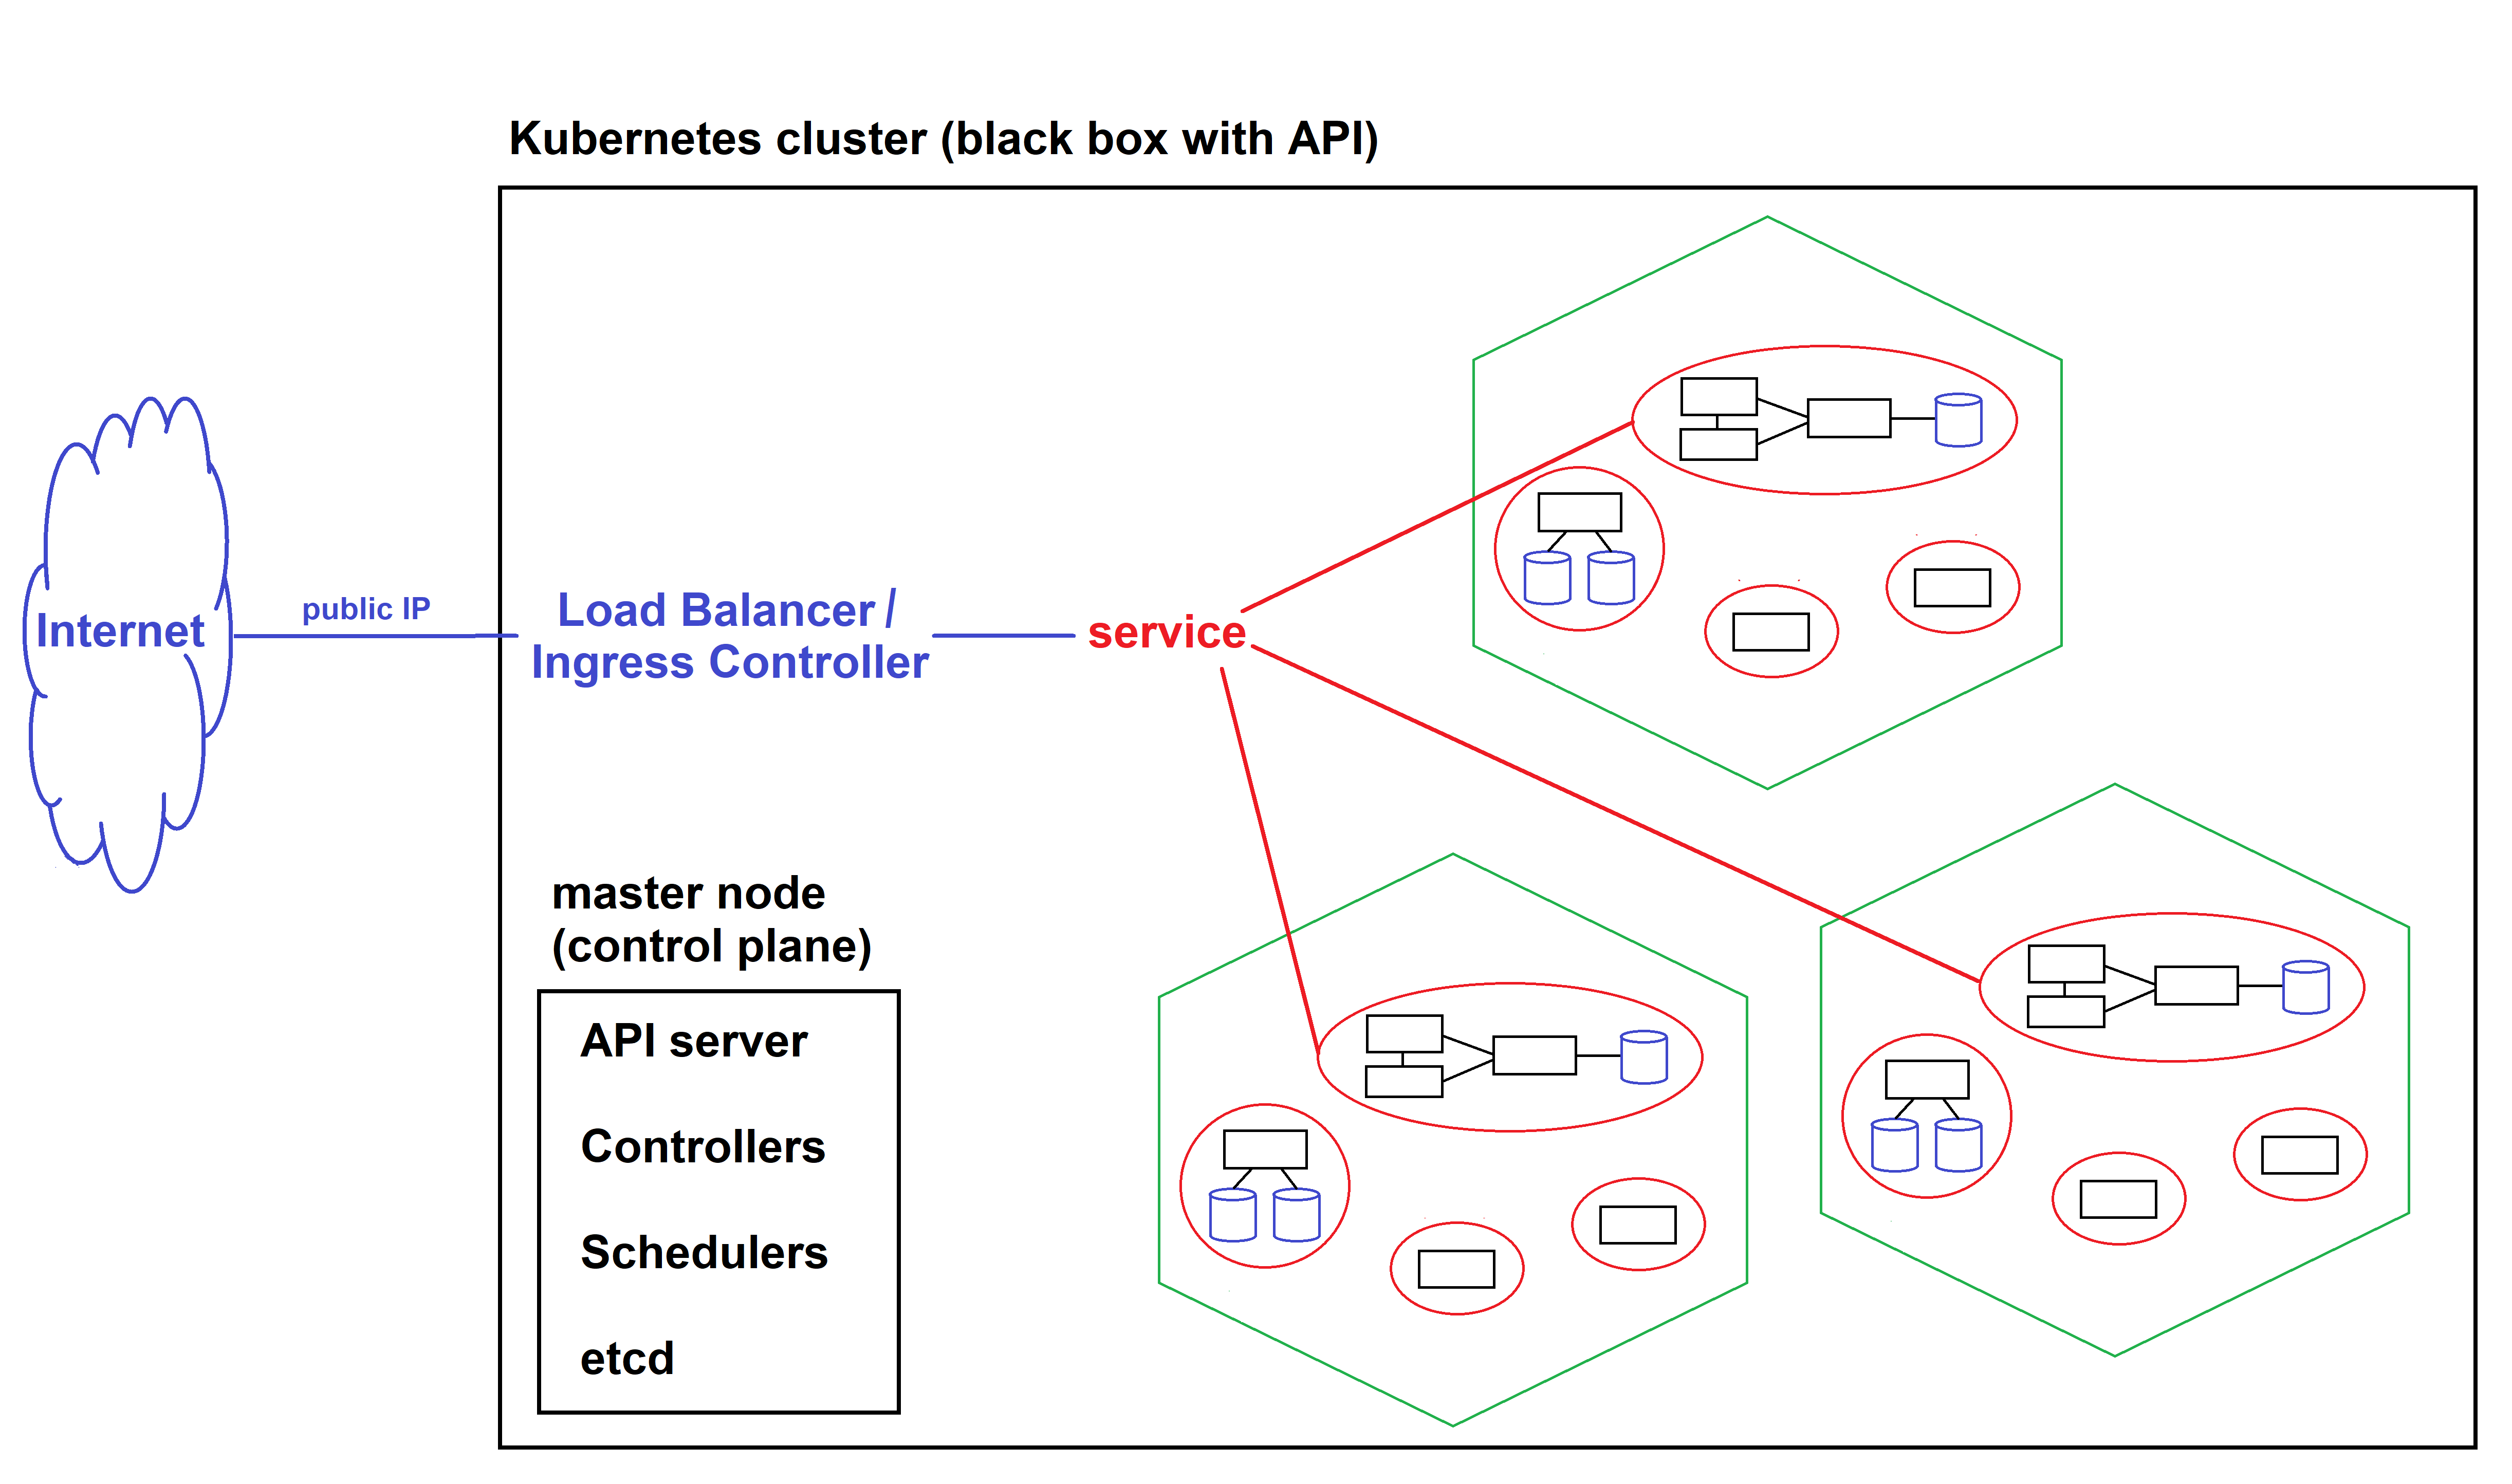 Kubernetes cluster (black box with API)
Internet
public IP
Load Balancer /
Ingress Controller
service
master node
(control plane)
API server
Controllers
Schedulers
etcd